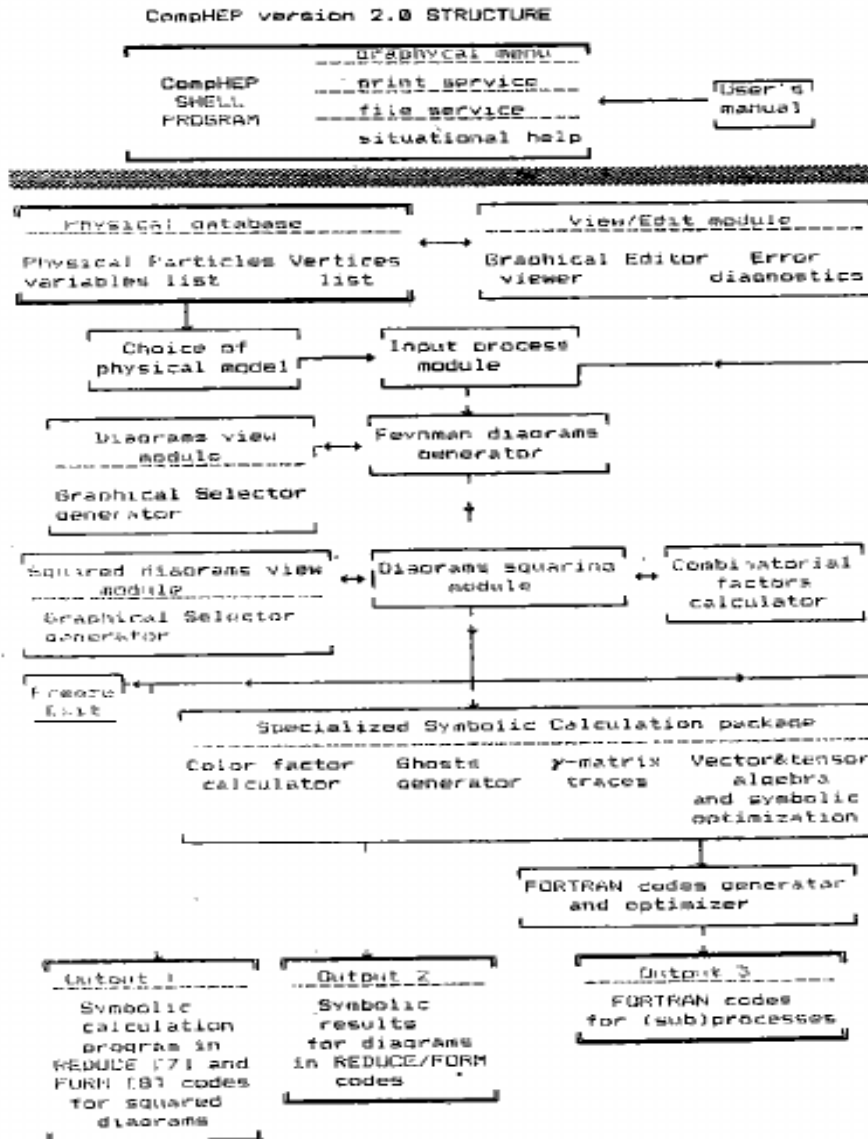 CompHEP version 2.0 STRUCTURE
CompHEP
SHELL
PROGRAM
graphycal menu
print service
file service
situational help
User's
manual
Physical database
Physical Particles Vertices
variables list list
View/Edit module
Graphical Editor Error
viewer diagnostics
Choice of
physical model
Input process
module
Diagrams view
module
Graphical Selector
generator
Feynman diagrams
generator
Squared diagrams view
module
Graphical Selector
generator
Diagrams squaring
module
Combinatorial
factors
calculator
Freeze
Exit
Specialized Symbolic Calculation package
Color factor
calculator
Ghosts
generator
γ-matrix
traces
Vector&tensor
algebra
and symbolic
optimization
FORTRAN codes generator
and optimizer
Output 1
Symbolic
calculation
program in
REDUCE [7] and
FORM [8] codes
for squared
diagrams
Output 2
Symbolic
results
for diagrams
in REDUCE/FORM
codes
Output 3
FORTRAN codes
for (sub)processes